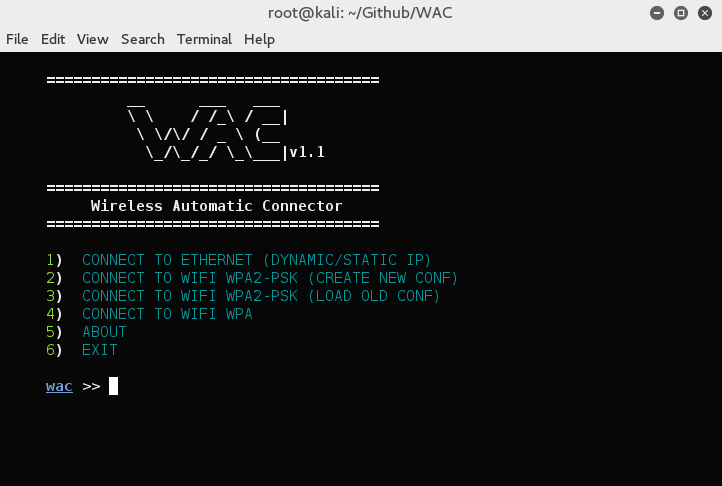 root@kali: ~/Github/WAC
File Edit View Search Terminal Help
=====================================
 __      ___   ___
 \ \    / /_\ / __|
  \ \/\/ / _ \ (__
   \_/\_/_/ \_\___|v1.1
=====================================
Wireless Automatic Connector
=====================================
1) CONNECT TO ETHERNET (DYNAMIC/STATIC IP)
2) CONNECT TO WIFI WPA2-PSK (CREATE NEW CONF)
3) CONNECT TO WIFI WPA2-PSK (LOAD OLD CONF)
4) CONNECT TO WIFI WPA
5) ABOUT
6) EXIT
wac >>